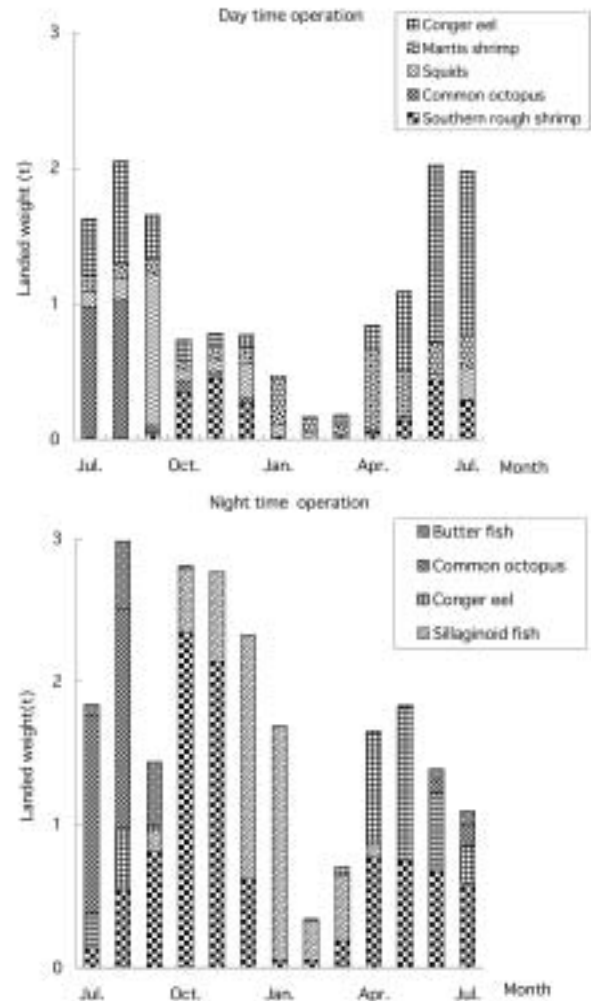 Day time operation
3
2
1
0
Landed weight (t)
Conger eel
Mantis shrimp
Squids
Common octopus
Southern rough shrimp
Jul. Oct. Jan. Apr. Jul. Month
Night time operation
3
2
1
0
Landed weight(t)
Butter fish
Common octopus
Conger eel
Sillaginoid fish
Jul. Oct. Jan. Apr. Jul. Month